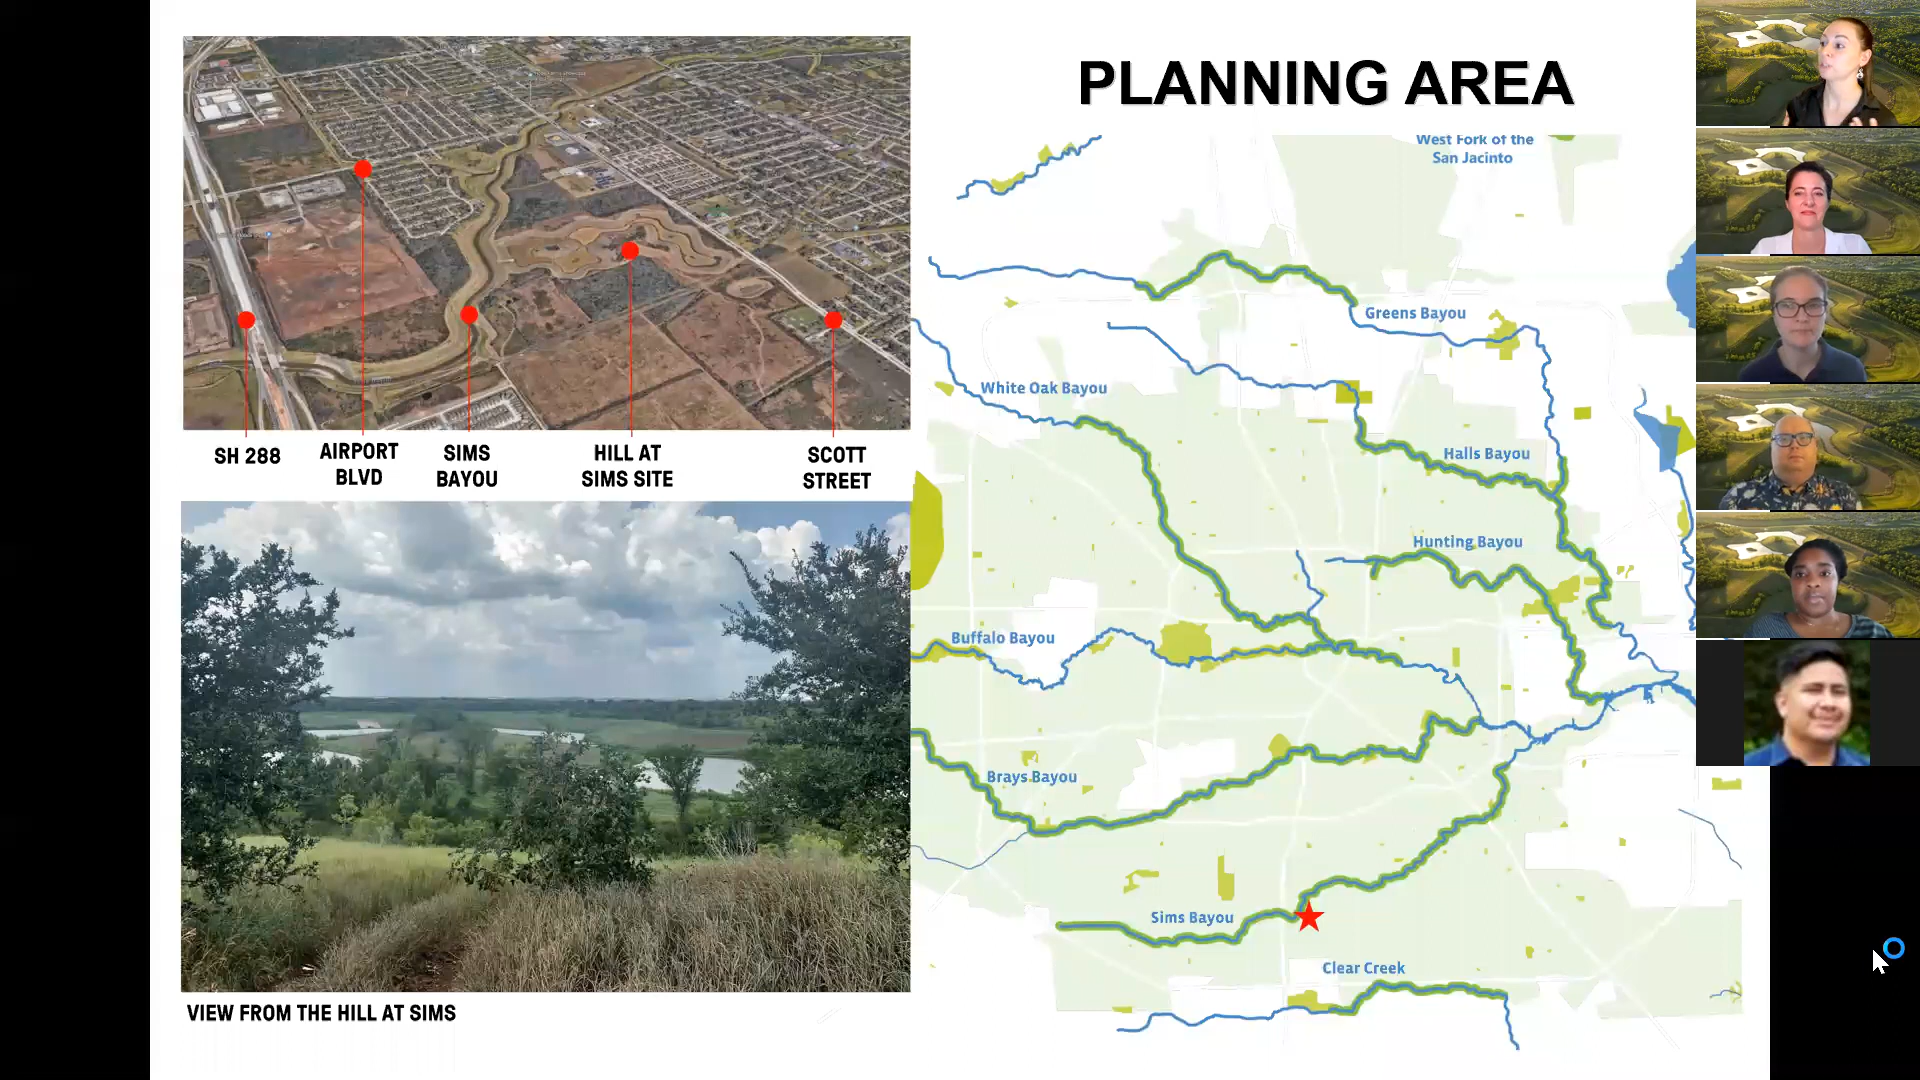 PLANNING AREA
SH 288
AIRPORT
BLVD
SIMS
BAYOU
HILL AT
SIMS SITE
SCOTT
STREET
VIEW FROM THE HILL AT SIMS
West Fork of the
San Jacinto
Greens Bayou
White Oak Bayou
Halls Bayou
Hunting Bayou
Buffalo Bayou
Brays Bayou
Sims Bayou
Clear Creek